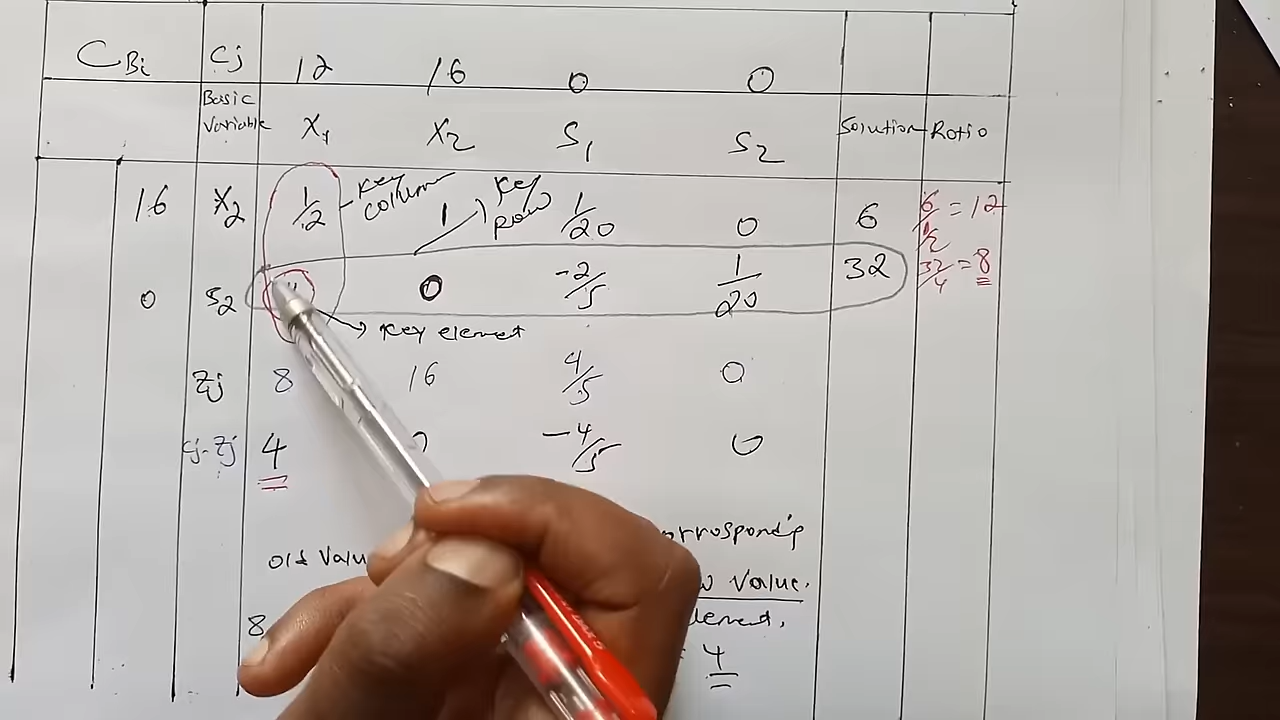 CBi Cj 12 16 0 0
Basic Variable X1 X2 S1 S2 Solution Ratio
16 X2 1/2 1 1/20 0 6 6/1/2 = 12
Key column
Key Row
0 S2 0 -2/5 1/20 32 32/4 = 8
Key element
Zj 8 16 4/5 0
Cj-Zj 4 0 -4/5 0
Old Valu
8
4
Value.